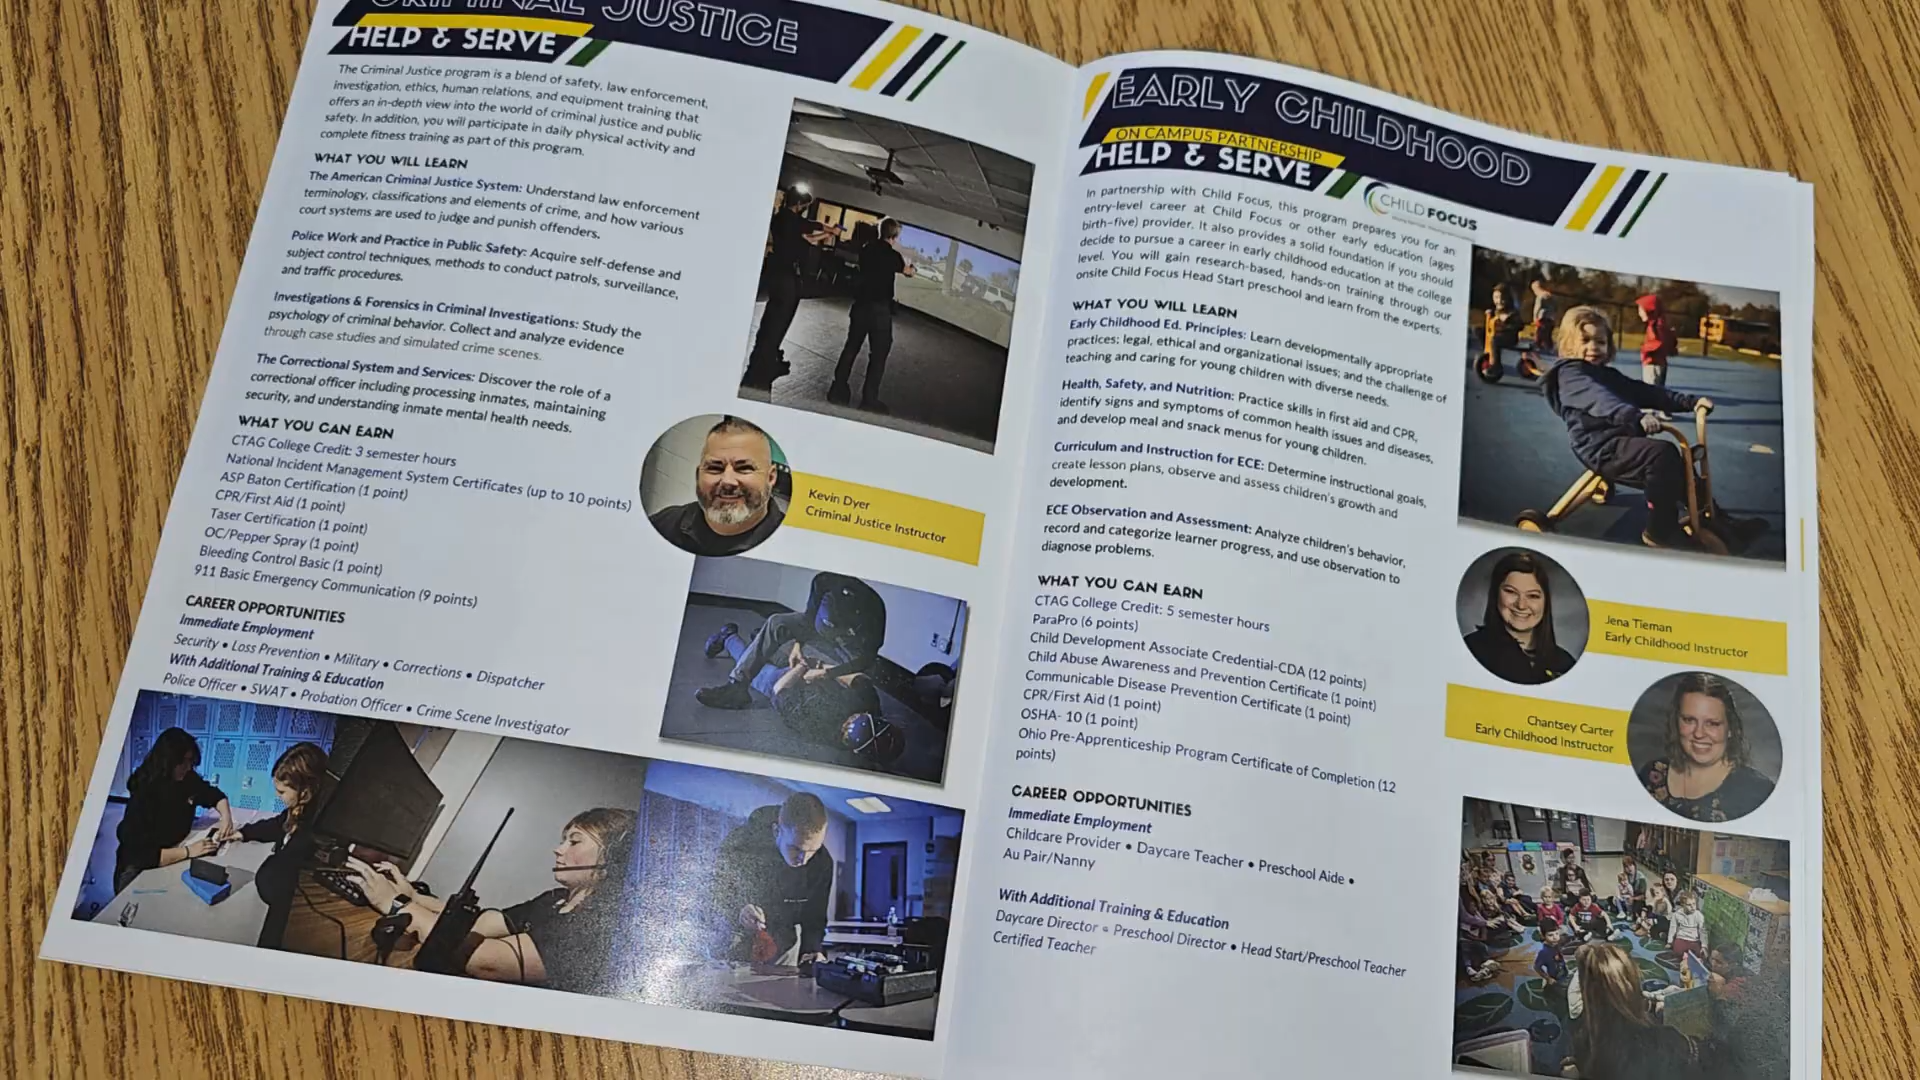 CRIMINAL JUSTICE
HELP & SERVE
The Criminal Justice program is a blend of safety, law enforcement,
investigation, ethics, human relations, and equipment training that
offers an in-depth view into the world of criminal justice and public
safety. In addition, you will participate in daily physical activity and
complete fitness training as part of this program.
WHAT YOU WILL LEARN
The American Criminal Justice System: Understand law enforcement
terminology, classifications and elements of crime, and how various
court systems are used to judge and punish offenders.
Police Work and Practice in Public Safety: Acquire self-defense and
subject control techniques, methods to conduct patrols, surveillance,
and traffic procedures.
Investigations & Forensics in Criminal Investigations: Study the
psychology of criminal behavior. Collect and analyze evidence
through case studies and simulated crime scenes.
The Correctional System and Services: Discover the role of a
correctional officer including processing inmates, maintaining
security, and understanding inmate mental health needs.
WHAT YOU CAN EARN
CTAG College Credit: 3 semester hours
National Incident Management System Certificates (up to 10 points)
ASP Baton Certification (1 point)
CPR/First Aid (1 point)
Taser Certification (1 point)
OC/Pepper Spray (1 point)
Bleeding Control Basic (1 point)
911 Basic Emergency Communication (9 points)
CAREER OPPORTUNITIES
Immediate Employment
Security • Loss Prevention • Military • Corrections • Dispatcher
With Additional Training & Education
Police Officer • SWAT • Probation Officer • Crime Scene Investigator
Kevin Dyer
Criminal Justice Instructor
9
EARLY CHILDHOOD
ON CAMPUS PARTNERSHIP
HELP & SERVE
CHILD FOCUS
In partnership with Child Focus, this program prepares you for an
entry-level career at Child Focus or other early education (ages
birth–five) provider. It also provides a solid foundation if you should
decide to pursue a career in early childhood education at the college
level. You will gain research-based, hands-on training through our
onsite Child Focus Head Start preschool and learn from the experts.
WHAT YOU WILL LEARN
Early Childhood Ed. Principles: Learn developmentally appropriate
practices; legal, ethical and organizational issues; and the challenge of
teaching and caring for young children with diverse needs.
Health, Safety, and Nutrition: Practice skills in first aid and CPR,
identify signs and symptoms of common health issues and diseases,
and develop meal and snack menus for young children.
Curriculum and Instruction for ECE: Determine instructional goals,
create lesson plans, observe and assess children's growth and
development.
ECE Observation and Assessment: Analyze children's behavior,
record and categorize learner progress, and use observation to
diagnose problems.
WHAT YOU CAN EARN
CTAG College Credit: 5 semester hours
ParaPro (6 points)
Child Development Associate Credential-CDA (12 points)
Child Abuse Awareness and Prevention Certificate (1 point)
Communicable Disease Prevention Certificate (1 point)
CPR/First Aid (1 point)
OSHA- 10 (1 point)
Ohio Pre-Apprenticeship Program Certificate of Completion (12
points)
CAREER OPPORTUNITIES
Immediate Employment
Childcare Provider • Daycare Teacher • Preschool Aide •
Au Pair/Nanny
With Additional Training & Education
Daycare Director • Preschool Director • Head Start/Preschool Teacher
Certified Teacher
Jena Tieman
Early Childhood Instructor
Chantsey Carter
Early Childhood Instructor